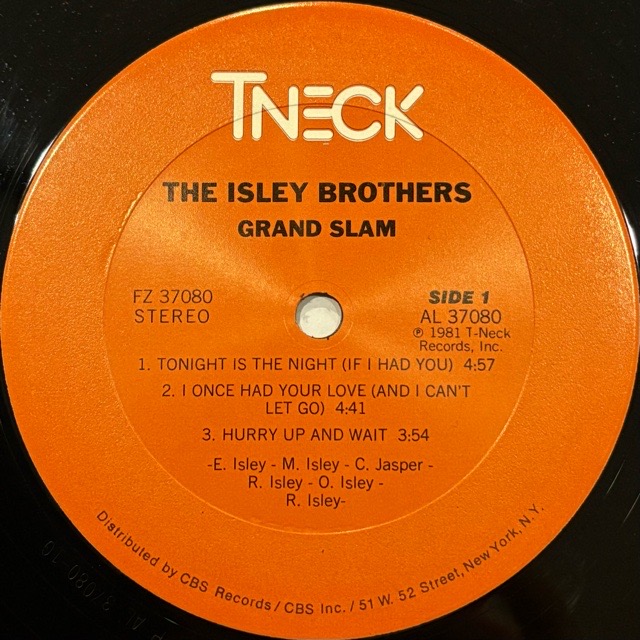 TNECK
THE ISLEY BROTHERS
GRAND SLAM
FZ 37080
STEREO
SIDE 1
AL 37080
℗ 1981 T-Neck
Records, Inc.
1. TONIGHT IS THE NIGHT (IF I HAD YOU) 4:57
2. I ONCE HAD YOUR LOVE (AND I CAN'T
LET GO) 4:41
3. HURRY UP AND WAIT 3:54
-E. Isley - M. Isley - C. Jasper -
R. Isley - O. Isley -
R. Isley-
Distributed by CBS Records / CBS Inc. / 51 W. 52 Street, New York, N.Y.